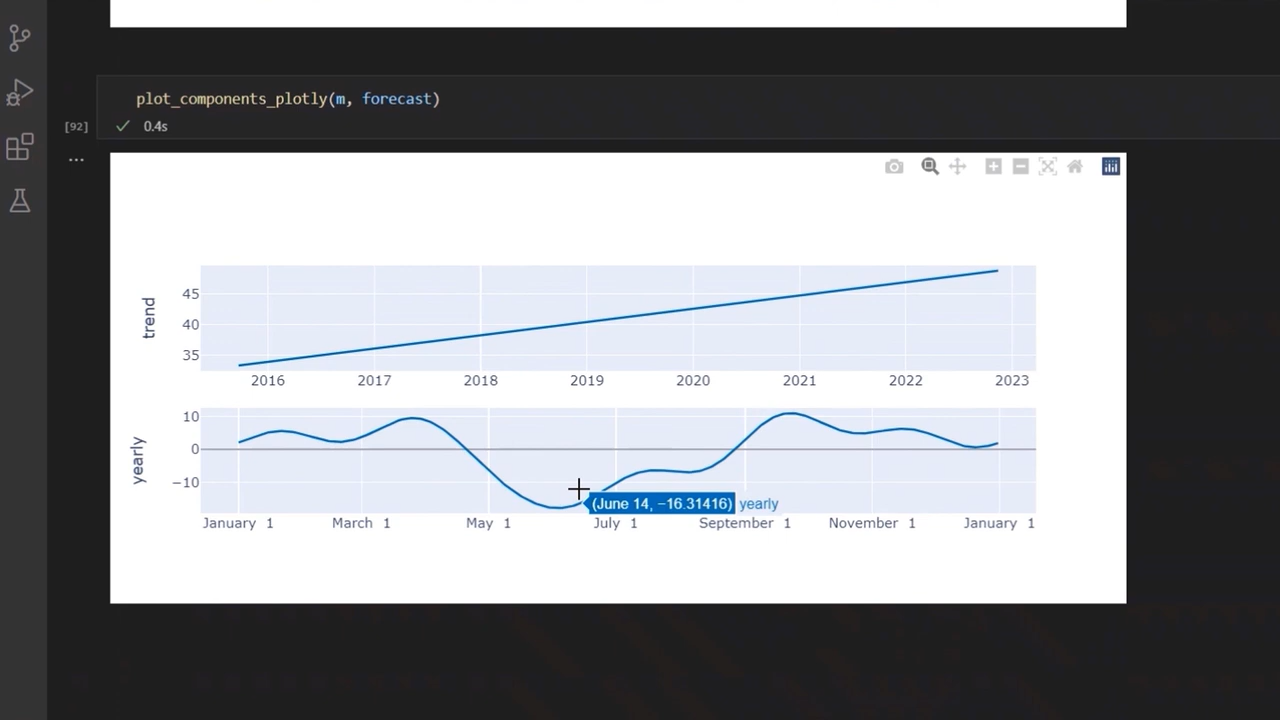 plot_components_plotly(m, forecast)
[92]
0.4s
...
trend
45
40
35
2016 2017 2018 2019 2020 2021 2022 2023
yearly
10
0
−10
(June 14, −16.31416) yearly
January 1 March 1 May 1 July 1 September 1 November 1 January 1